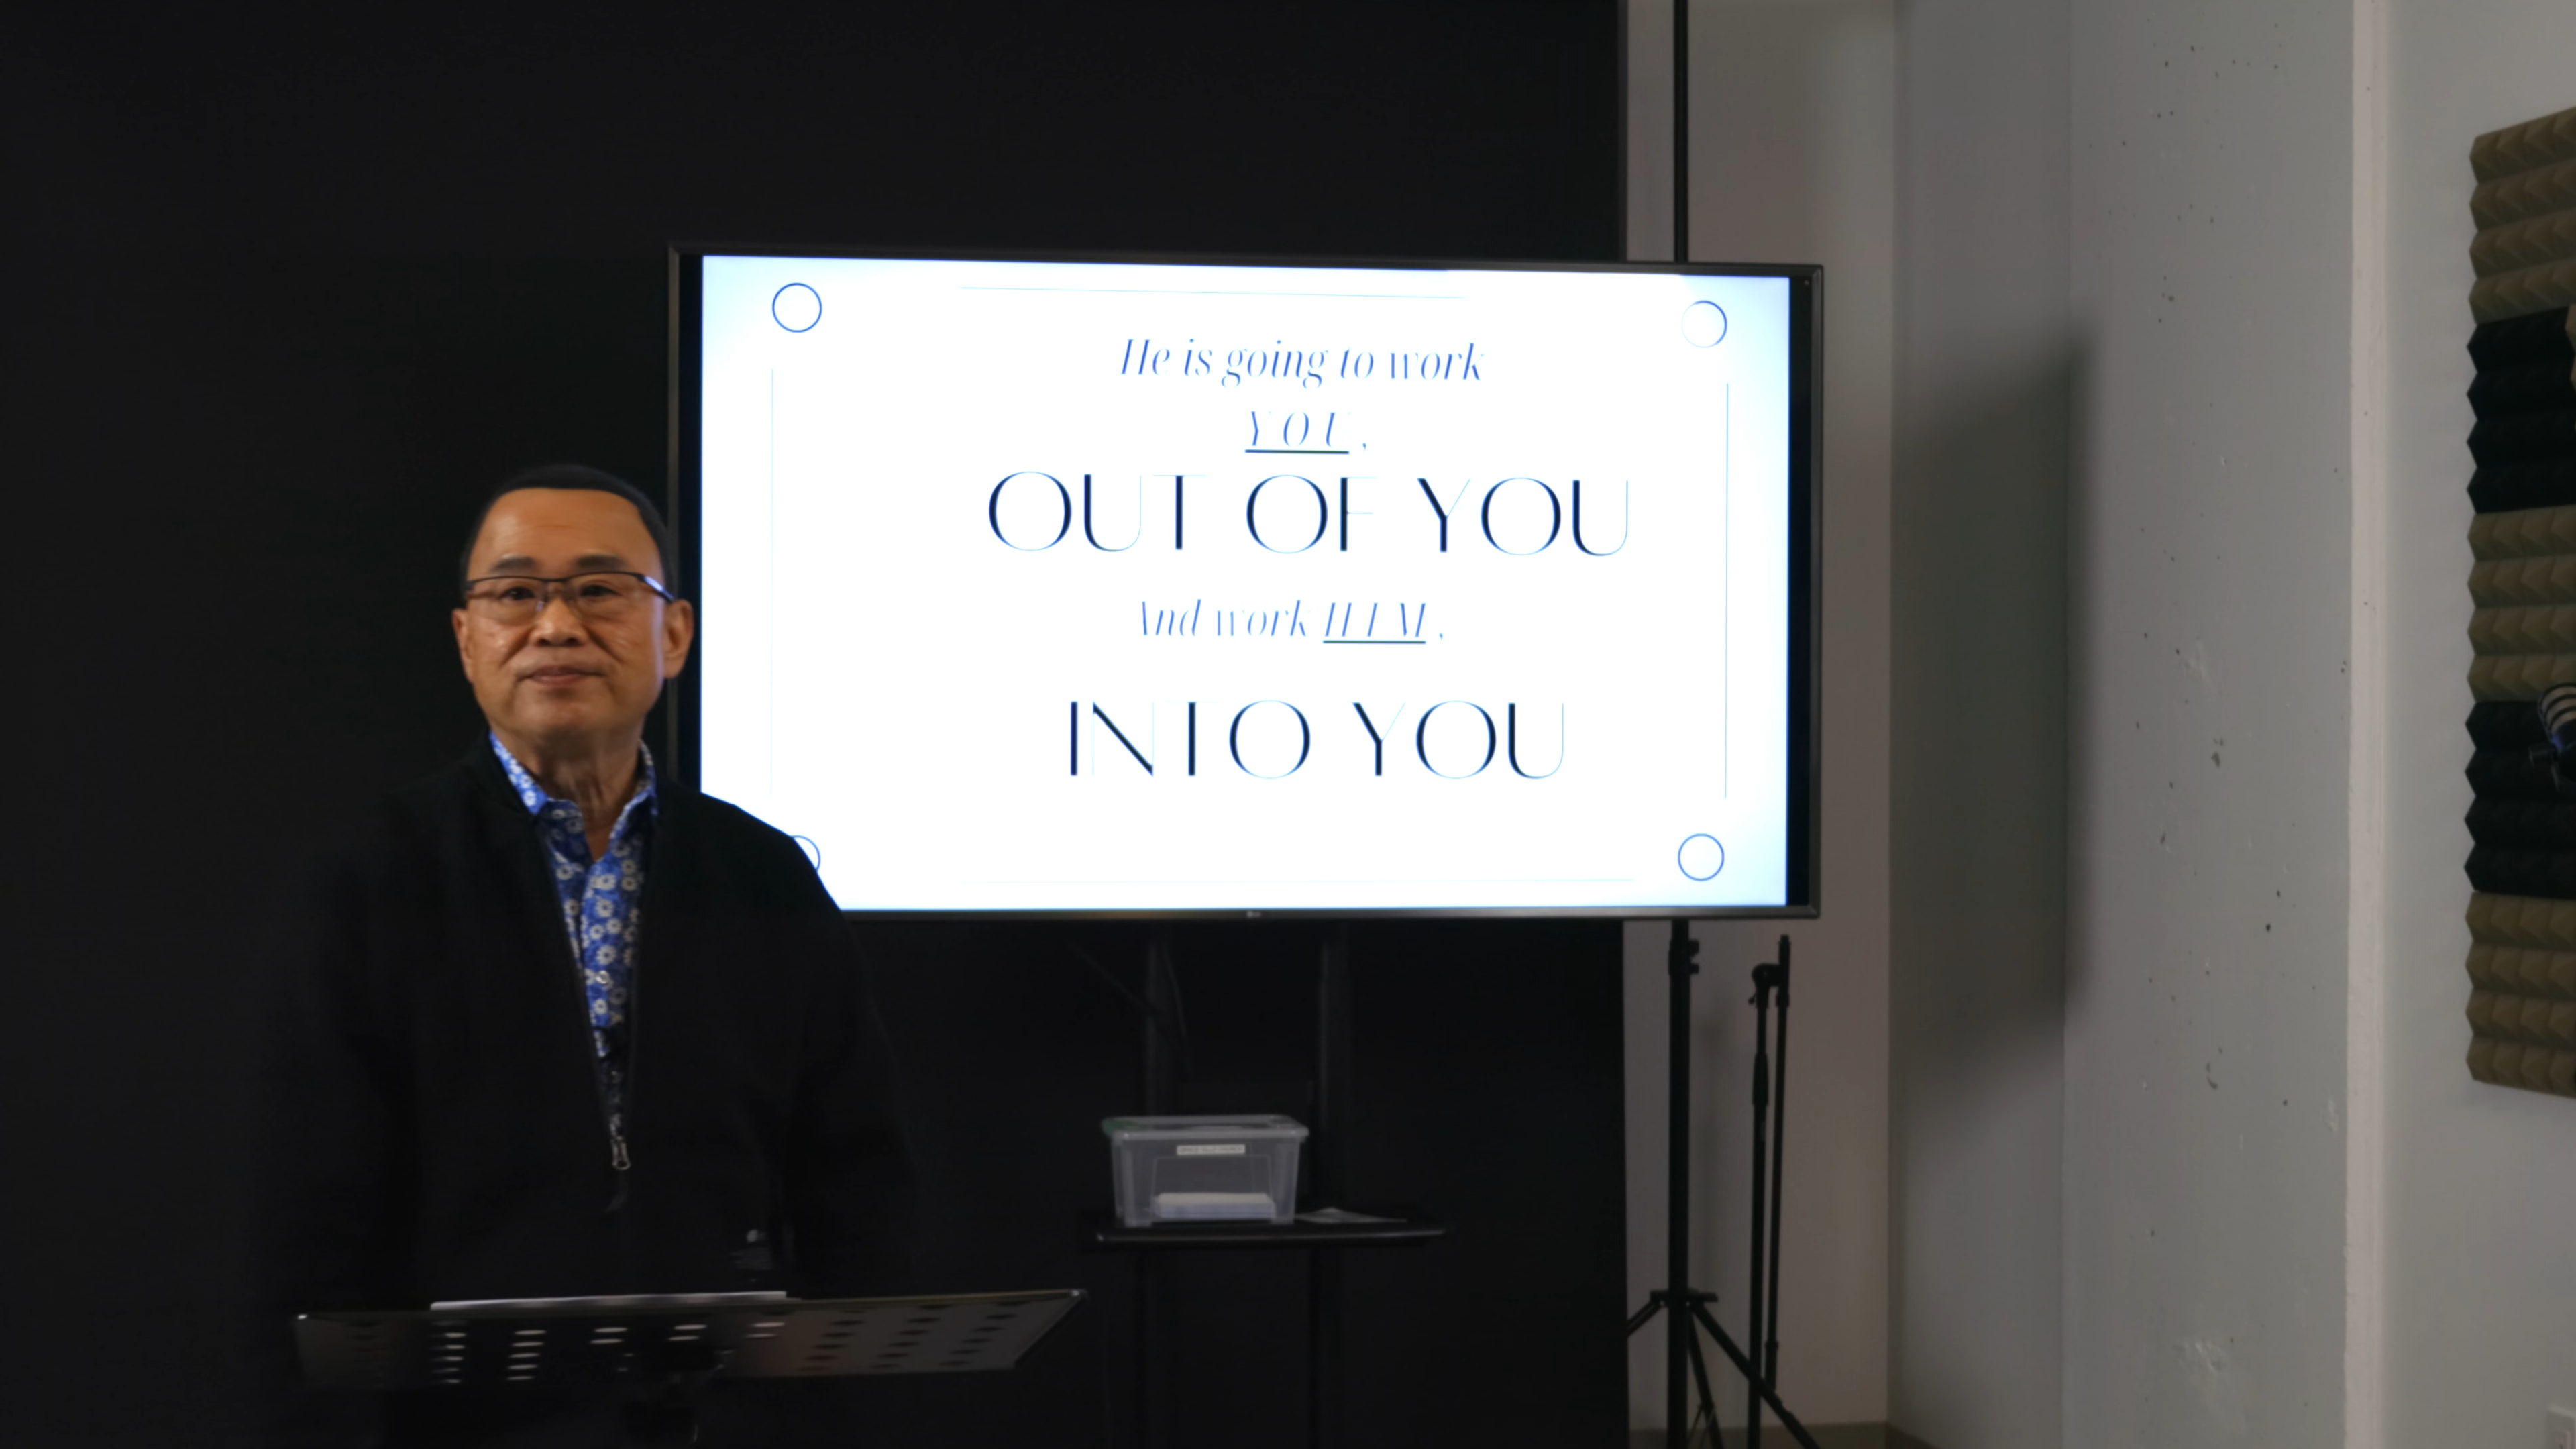 He is going to work
YOU,
OUT OF YOU
And work HIM,
INTO YOU